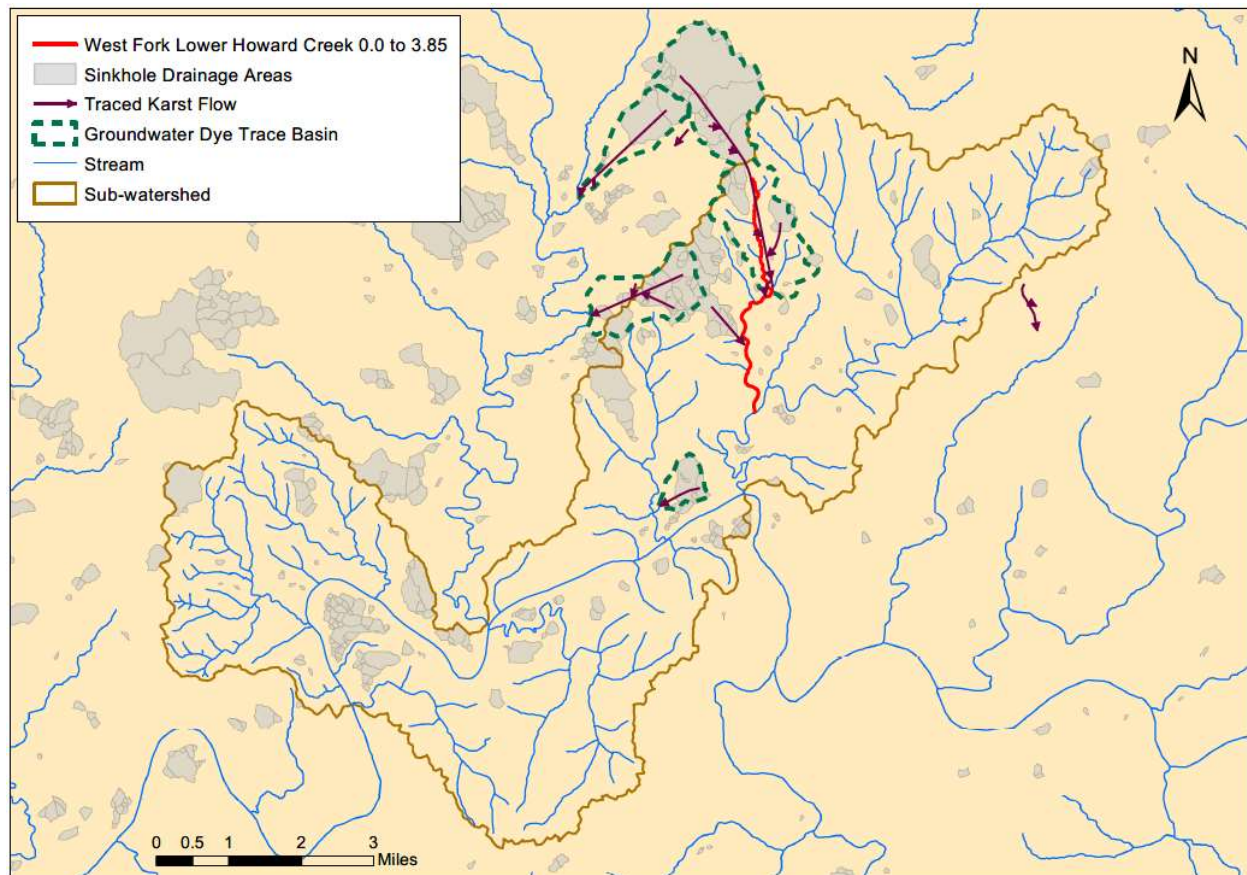 West Fork Lower Howard Creek 0.0 to 3.85
Sinkhole Drainage Areas
Traced Karst Flow
Groundwater Dye Trace Basin
Stream
Sub-watershed
N
0 0.5 1 2 3
Miles